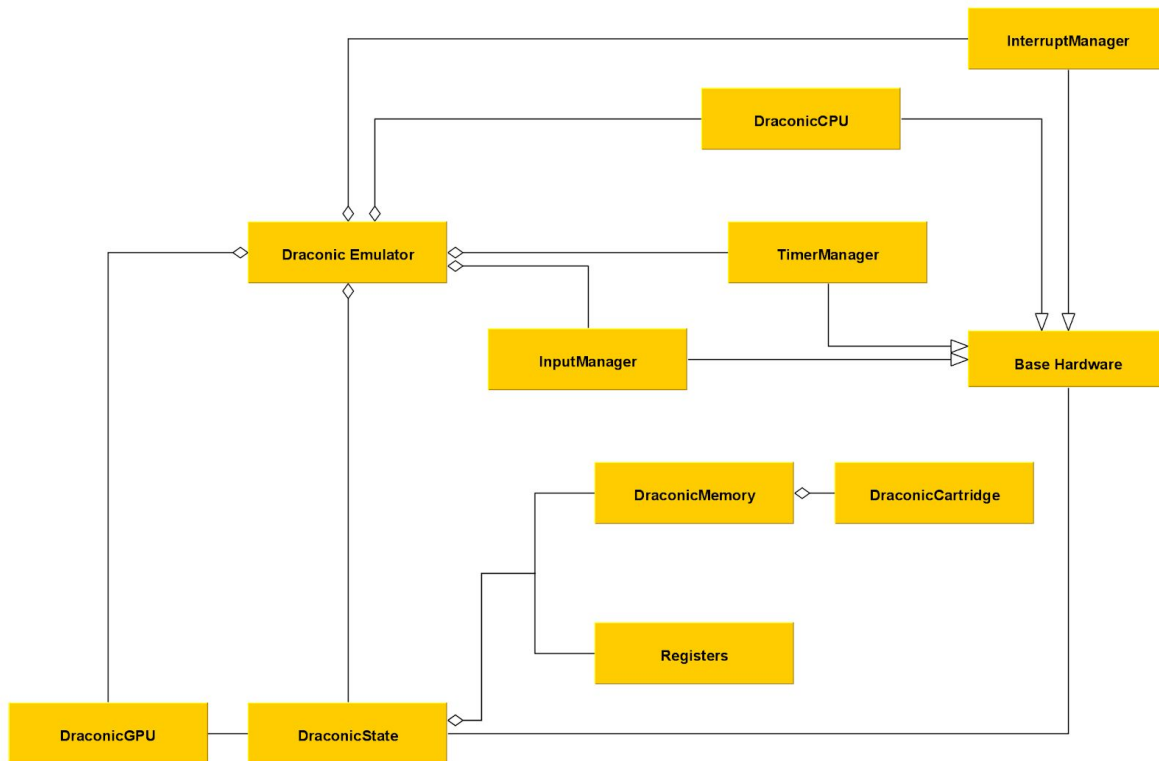 InterruptManager
DraconicCPU
Draconic Emulator
TimerManager
InputManager
Base Hardware
DraconicMemory
DraconicCartridge
Registers
DraconicGPU
DraconicState